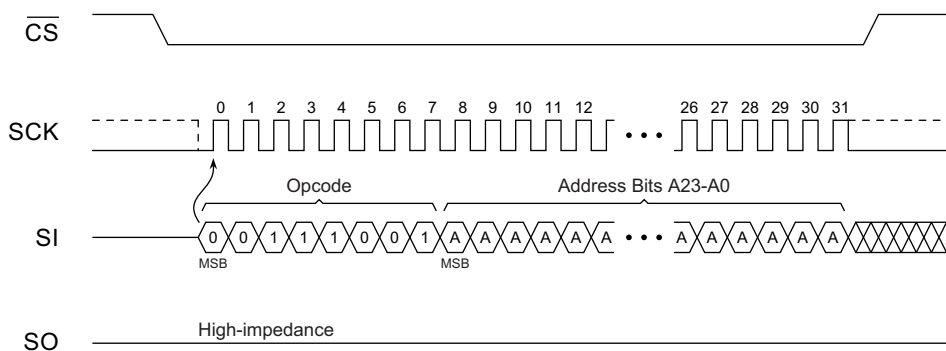 CS
0 1 2 3 4 5 6 7 8 9 10 11 12 26 27 28 29 30 31
SCK
Opcode Address Bits A23-A0
SI 0 0 1 1 1 0 0 1 A A A A A A A A A A A A
MSB MSB
High-impedance
SO